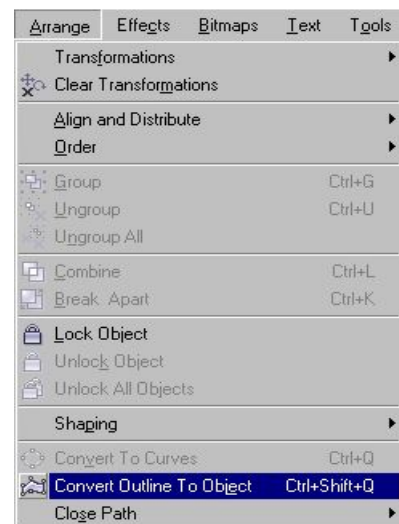 Arrange Effects Bitmaps Text Tools
Transformations
Clear Transformations
Align and Distribute
Order
Group Ctrl+G
Ungroup Ctrl+U
Ungroup All
Combine Ctrl+L
Break Apart Ctrl+K
Lock Object
Unlock Object
Unlock All Objects
Shaping
Convert To Curves Ctrl+Q
Convert Outline To Object Ctrl+Shift+Q
Close Path